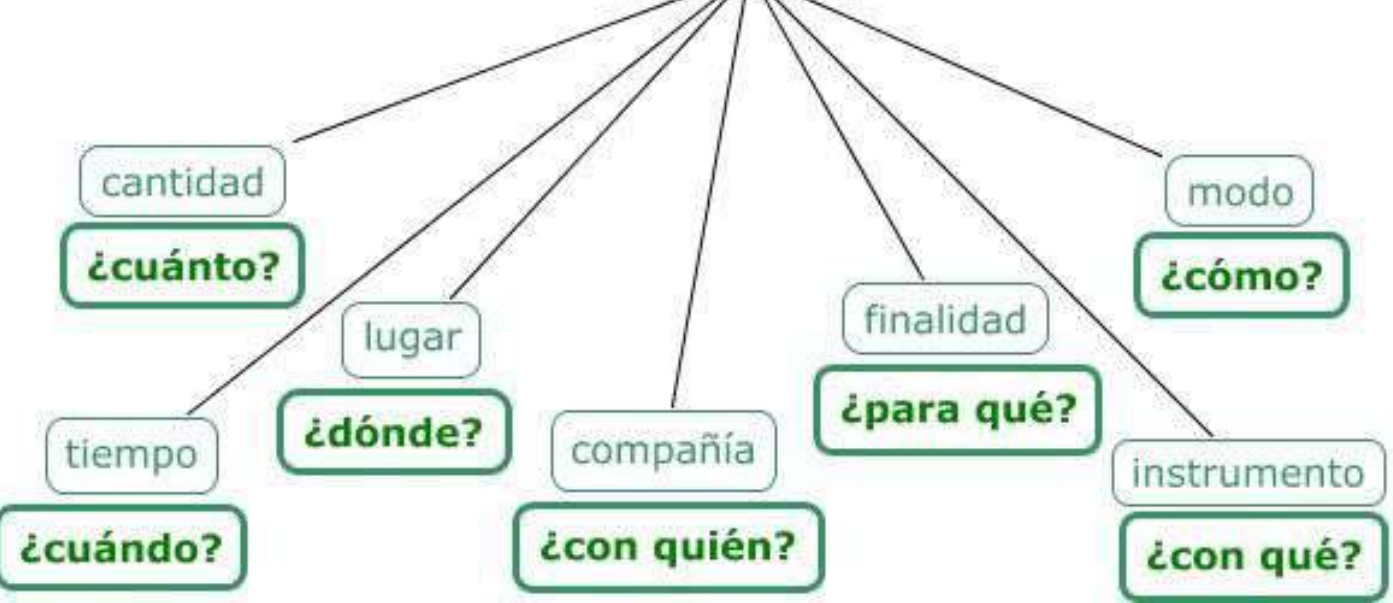 cantidad
¿cuánto?
modo
¿cómo?
lugar
¿dónde?
finalidad
¿para qué?
tiempo
¿cuándo?
compañía
¿con quién?
instrumento
¿con qué?